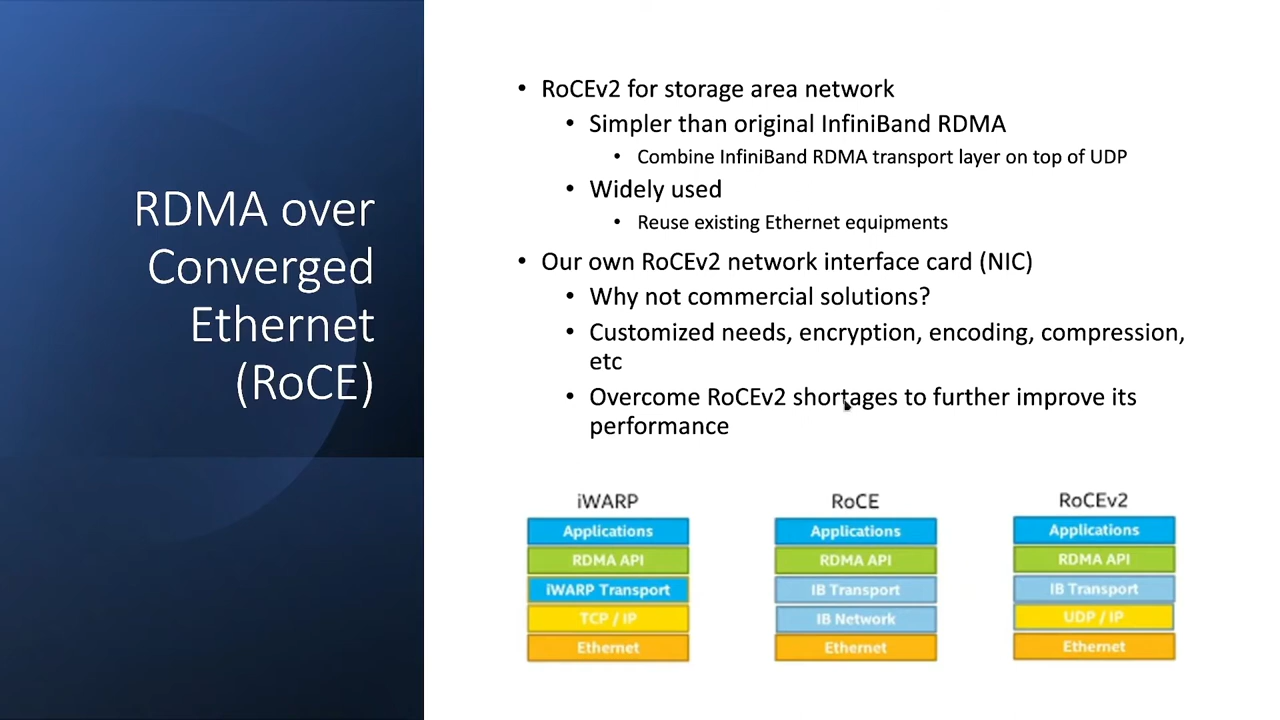 RDMA over
Converged
Ethernet
(RoCE)
• RoCEv2 for storage area network
• Simpler than original InfiniBand RDMA
• Combine InfiniBand RDMA transport layer on top of UDP
• Widely used
• Reuse existing Ethernet equipments
• Our own RoCEv2 network interface card (NIC)
• Why not commercial solutions?
• Customized needs, encryption, encoding, compression,
etc
• Overcome RoCEv2 shortages to further improve its
performance
iWARP
Applications
RDMA API
iWARP Transport
TCP / IP
Ethernet
RoCE
Applications
RDMA API
IB Transport
IB Network
Ethernet
RoCEv2
Applications
RDMA API
IB Transport
UDP / IP
Ethernet